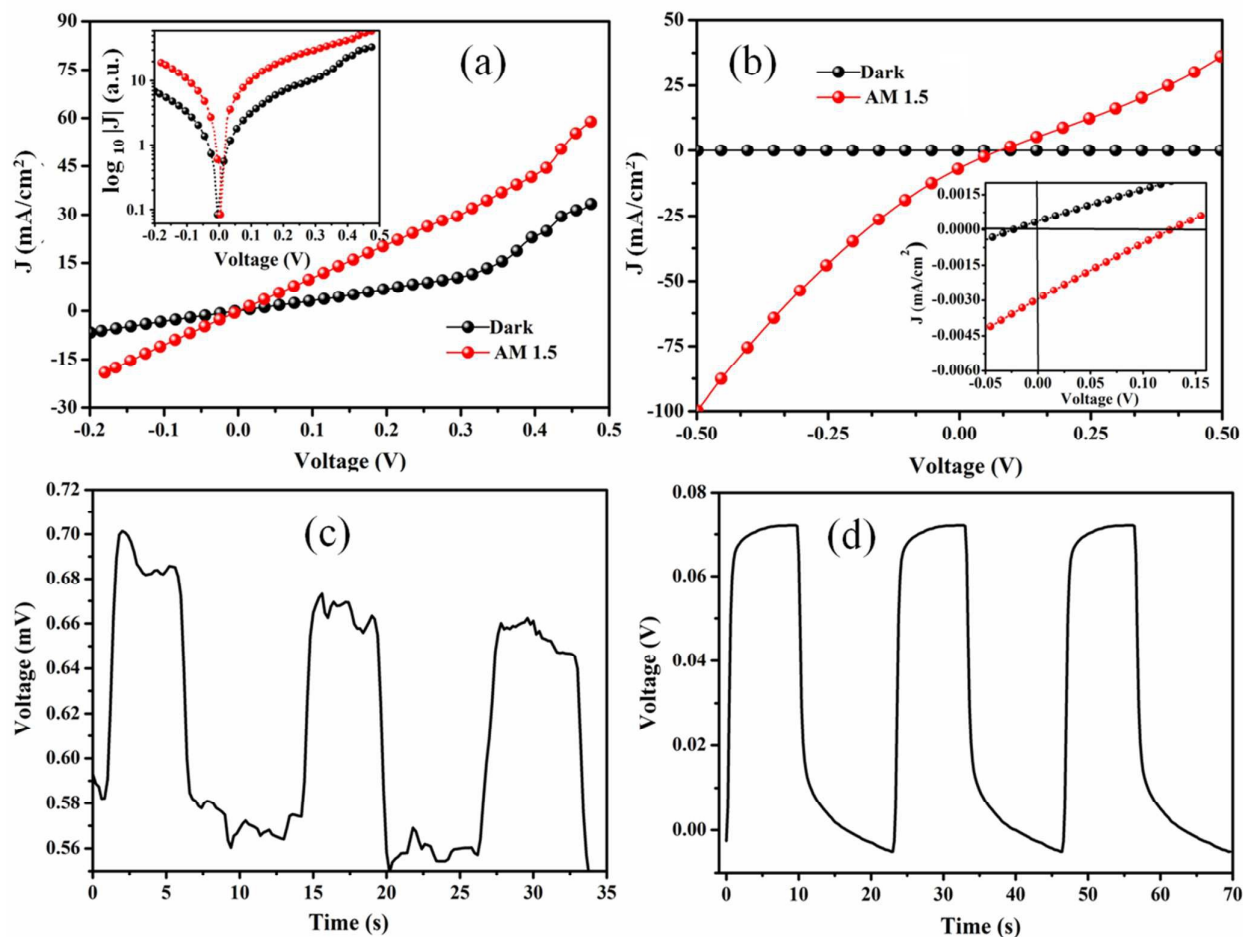 (a)
J (mA/cm²)
90
75
60
45
30
15
0
-15
-30
-0.2 -0.1 0.0 0.1 0.2 0.3 0.4 0.5
Voltage (V)
Dark
AM 1.5
log 10 |J| (a.u.)
10
1
0.1
-0.2 -0.1 0.0 0.1 0.2 0.3 0.4 0.5
Voltage (V)
(b)
J (mA/cm²)
50
25
0
-25
-50
-75
-100
-0.50 -0.25 0.00 0.25 0.50
Voltage (V)
Dark
AM 1.5
J (mA/cm²)
0.0015
0.0000
-0.0015
-0.0030
-0.0045
-0.0060
-0.05 0.00 0.05 0.10 0.15
Voltage (V)
(c)
Voltage (mV)
0.72
0.70
0.68
0.66
0.64
0.62
0.60
0.58
0.56
0 5 10 15 20 25 30 35
Time (s)
(d)
Voltage (V)
0.08
0.06
0.04
0.02
0.00
0 10 20 30 40 50 60 70
Time (s)